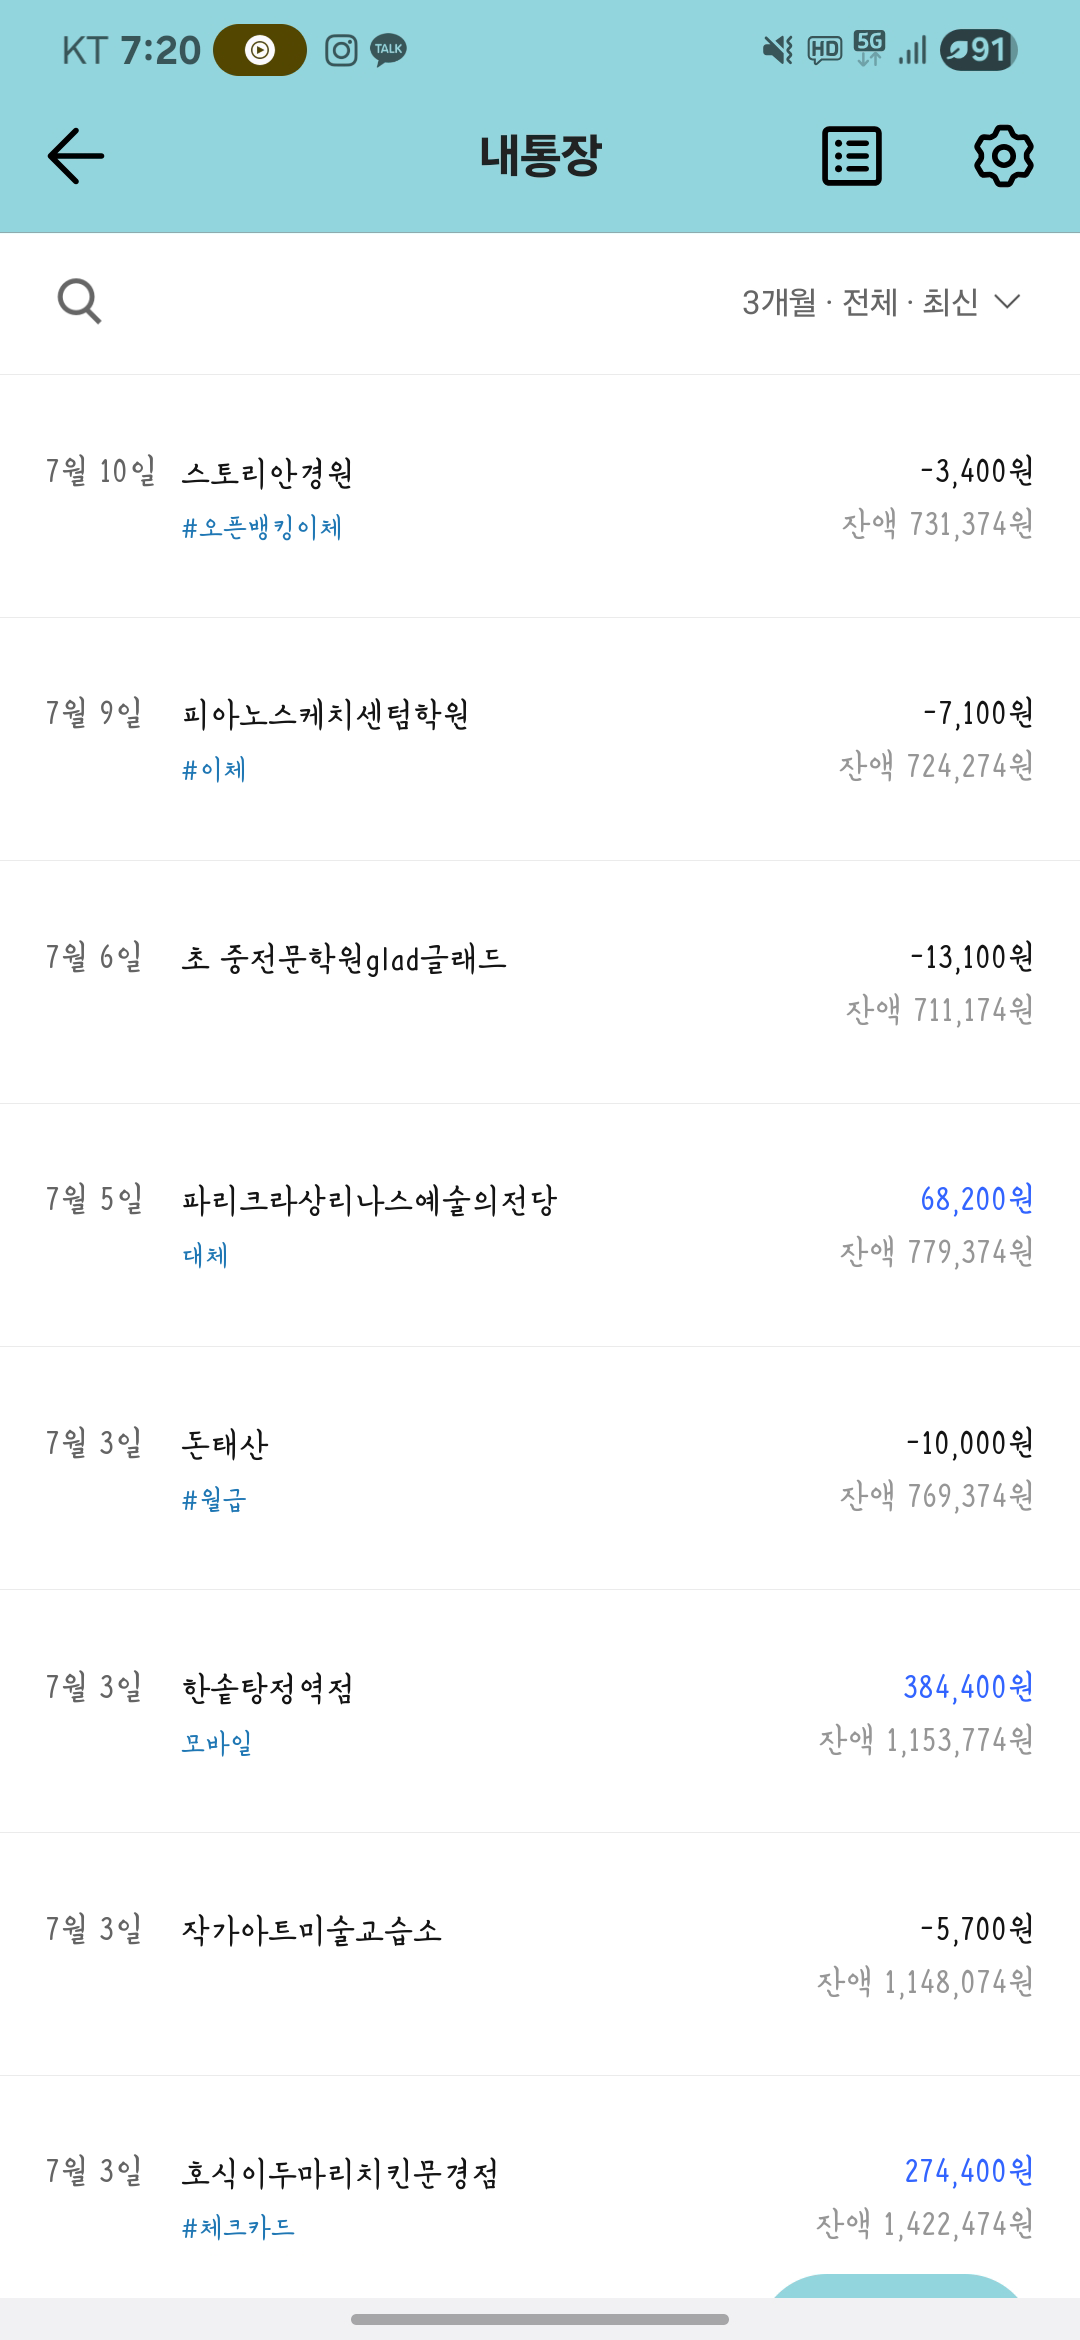 KT 7:20 TALK HD 5G 91
내통장
3개월 · 전체 · 최신
7월 10일 스토리안경원 -3,400원
#오픈뱅킹이체 잔액 731,374원
7월 9일 피아노스케치센텀학원 -7,100원
#이체 잔액 724,274원
7월 6일 초 중전문학원glad글래드 -13,100원
잔액 711,174원
7월 5일 파리크라상리나스예술의전당 68,200원
대체 잔액 779,374원
7월 3일 돈태산 -10,000원
#월급 잔액 769,374원
7월 3일 한솥탕정역점 384,400원
모바일 잔액 1,153,774원
7월 3일 작가아트미술교습소 -5,700원
잔액 1,148,074원
7월 3일 호식이두마리치킨문경점 274,400원
#체크카드 잔액 1,422,474원